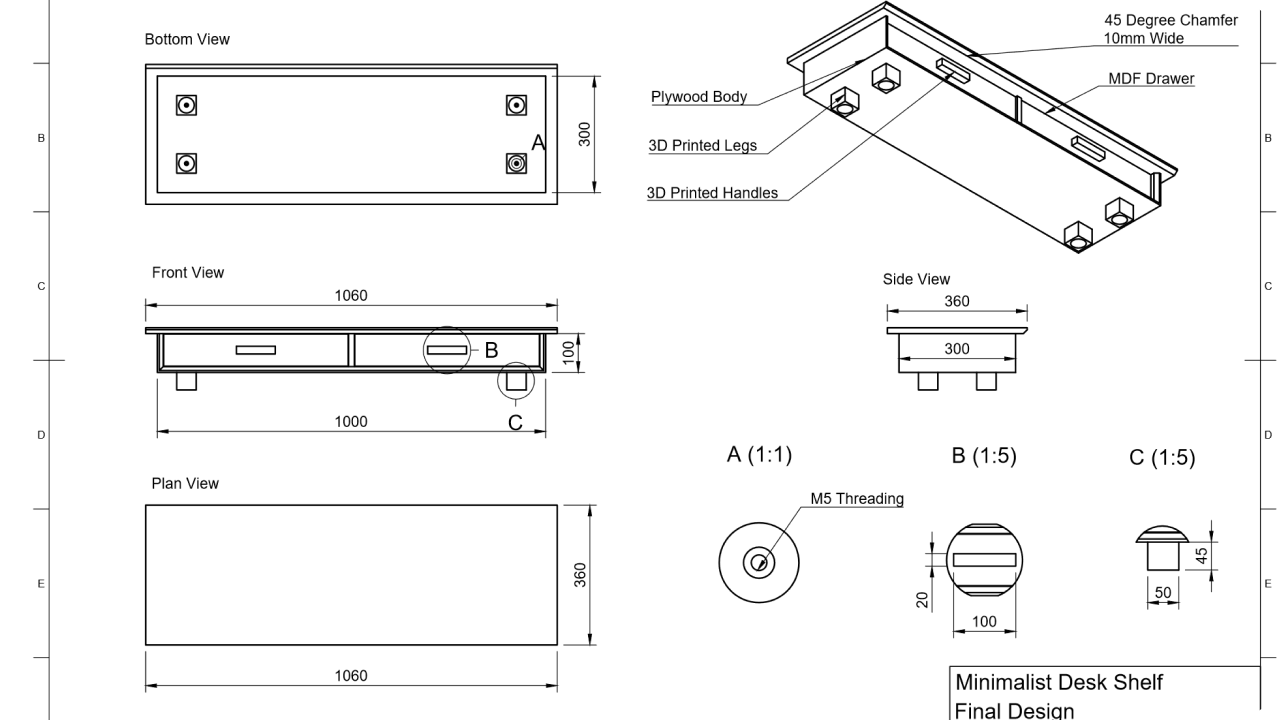 Bottom View
45 Degree Chamfer
10mm Wide
MDF Drawer
Plywood Body
3D Printed Legs
3D Printed Handles
A
300
B
B
Front View
1060
B
100
C
1000
Side View
360
300
C
C
D
D
A (1:1)
B (1:5)
C (1:5)
Plan View
M5 Threading
360
1060
20
100
45
50
E
E
Minimalist Desk Shelf
Final Design